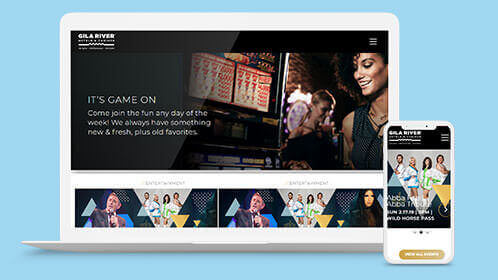 GILA RIVER
HOTELS & CASINOS
IT'S GAME ON
Come join the fun any day of the
week! We always have something
new & fresh, plus old favorites.
ENTERTAINMENT
ENTERTAINMENT
GILA RIVER
HOTELS & CASINOS
Abba Tribute
SUN 2.17.19 | 8PM |
WILD HORSE PASS
VIEW ALL EVENTS